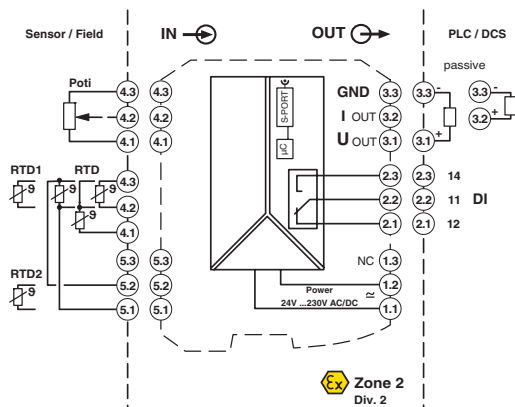 Sensor / Field
IN
OUT
PLC / DCS
passive
Poti
4.3
4.2
4.1
4.3
4.2
4.1
S-PORT
µC
GND
I OUT
U OUT
3.3
3.2
3.1
3.3
-
3.1
+
3.3
-
3.2
+
RTD1
ϑ
ϑ
RTD
ϑ
ϑ
4.3
4.2
4.1
2.3
2.2
2.1
2.3
2.2
2.1
14
11
12
DI
5.3
5.2
5.1
5.3
5.2
5.1
RTD2
ϑ
NC
1.3
1.2
1.1
Power
24V ...230V AC/DC
Ex
Zone 2
Div. 2